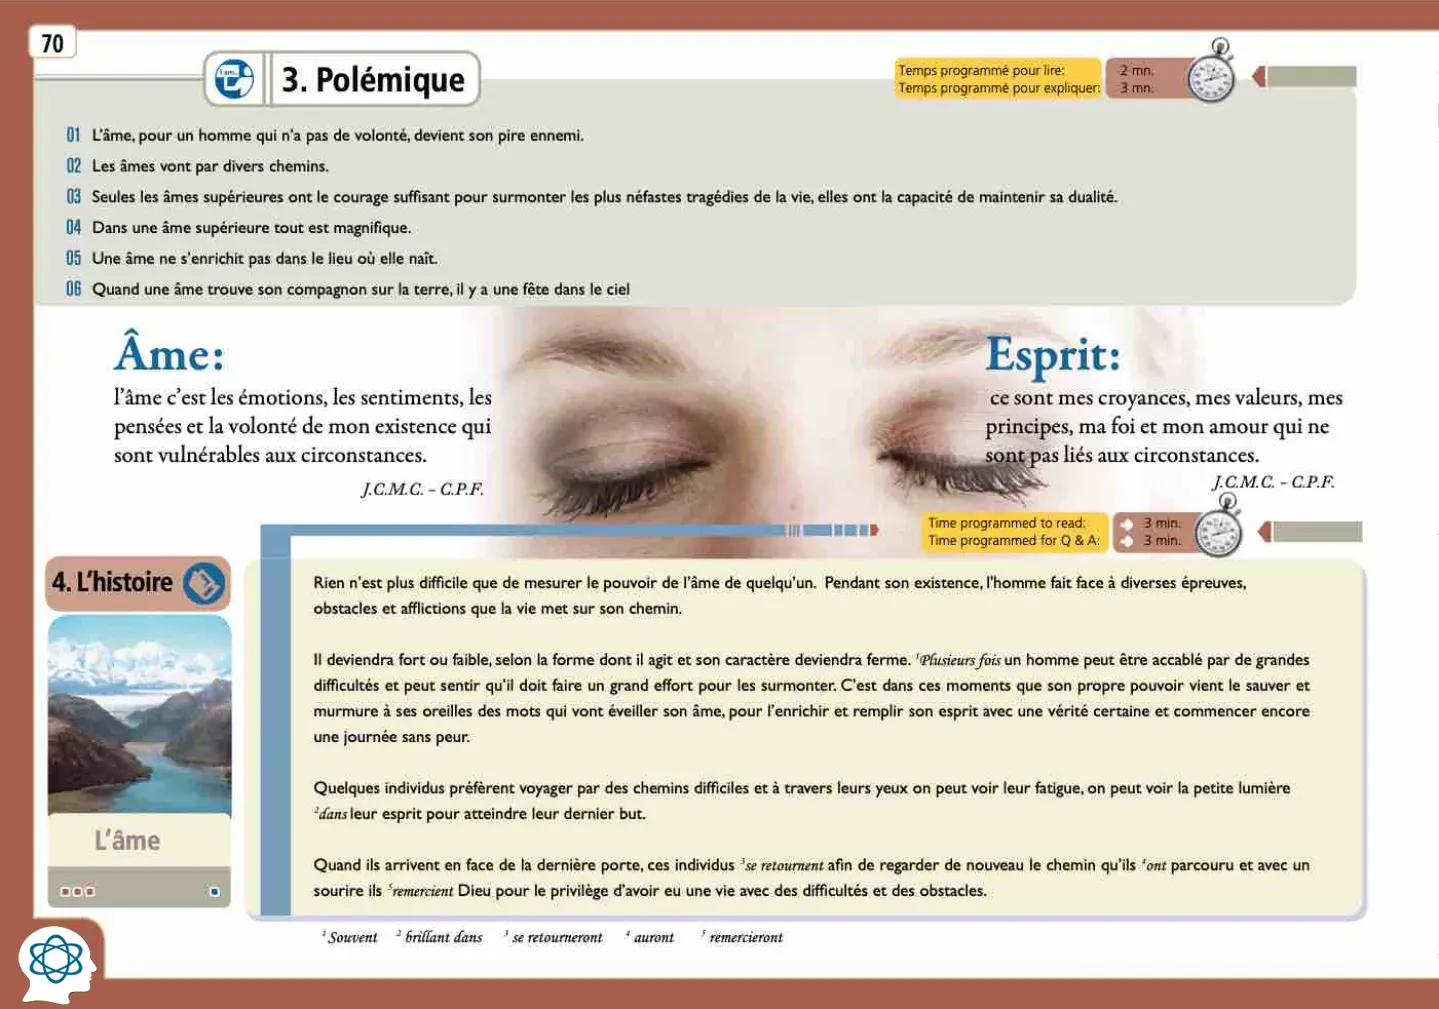 70
3. Polémique
Temps programmé pour lire: 2 mn.
Temps programmé pour expliquer: 3 mn.
01 L'âme, pour un homme qui n'a pas de volonté, devient son pire ennemi.
02 Les âmes vont par divers chemins.
03 Seules les âmes supérieures ont le courage suffisant pour surmonter les plus néfastes tragédies de la vie, elles ont la capacité de maintenir sa dualité.
04 Dans une âme supérieure tout est magnifique.
05 Une âme ne s'enrichit pas dans le lieu où elle naît.
06 Quand une âme trouve son compagnon sur la terre, il y a une fête dans le ciel
Âme:
l'âme c'est les émotions, les sentiments, les
pensées et la volonté de mon existence qui
sont vulnérables aux circonstances.
J.C.M.C. - C.P.F.
Esprit:
ce sont mes croyances, mes valeurs, mes
principes, ma foi et mon amour qui ne
sont pas liés aux circonstances.
J.C.M.C. - C.P.F.
Time programmed to read: 3 min.
Time programmed for Q & A: 3 min.
4. L'histoire
L'âme
Rien n'est plus difficile que de mesurer le pouvoir de l'âme de quelqu'un. Pendant son existence, l'homme fait face à diverses épreuves,
obstacles et afflictions que la vie met sur son chemin.
Il deviendra fort ou faible, selon la forme dont il agit et son caractère deviendra ferme. ¹Plusieurs fois un homme peut être accablé par de grandes
difficultés et peut sentir qu'il doit faire un grand effort pour les surmonter. C'est dans ces moments que son propre pouvoir vient le sauver et
murmure à ses oreilles des mots qui vont éveiller son âme, pour l'enrichir et remplir son esprit avec une vérité certaine et commencer encore
une journée sans peur.
Quelques individus préfèrent voyager par des chemins difficiles et à travers leurs yeux on peut voir leur fatigue, on peut voir la petite lumière
²dans leur esprit pour atteindre leur dernier but.
Quand ils arrivent en face de la dernière porte, ces individus ³se retournent afin de regarder de nouveau le chemin qu'ils ⁴ont parcouru et avec un
sourire ils ⁵remercient Dieu pour le privilège d'avoir eu une vie avec des difficultés et des obstacles.
¹ Souvent ² brillant dans ³ se retourneront ⁴ auront ⁵ remercieront